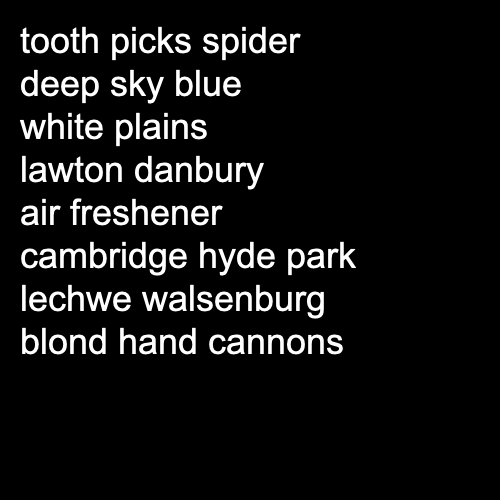 tooth picks spider
deep sky blue
white plains
lawton danbury
air freshener
cambridge hyde park
lechwe walsenburg
blond hand cannons